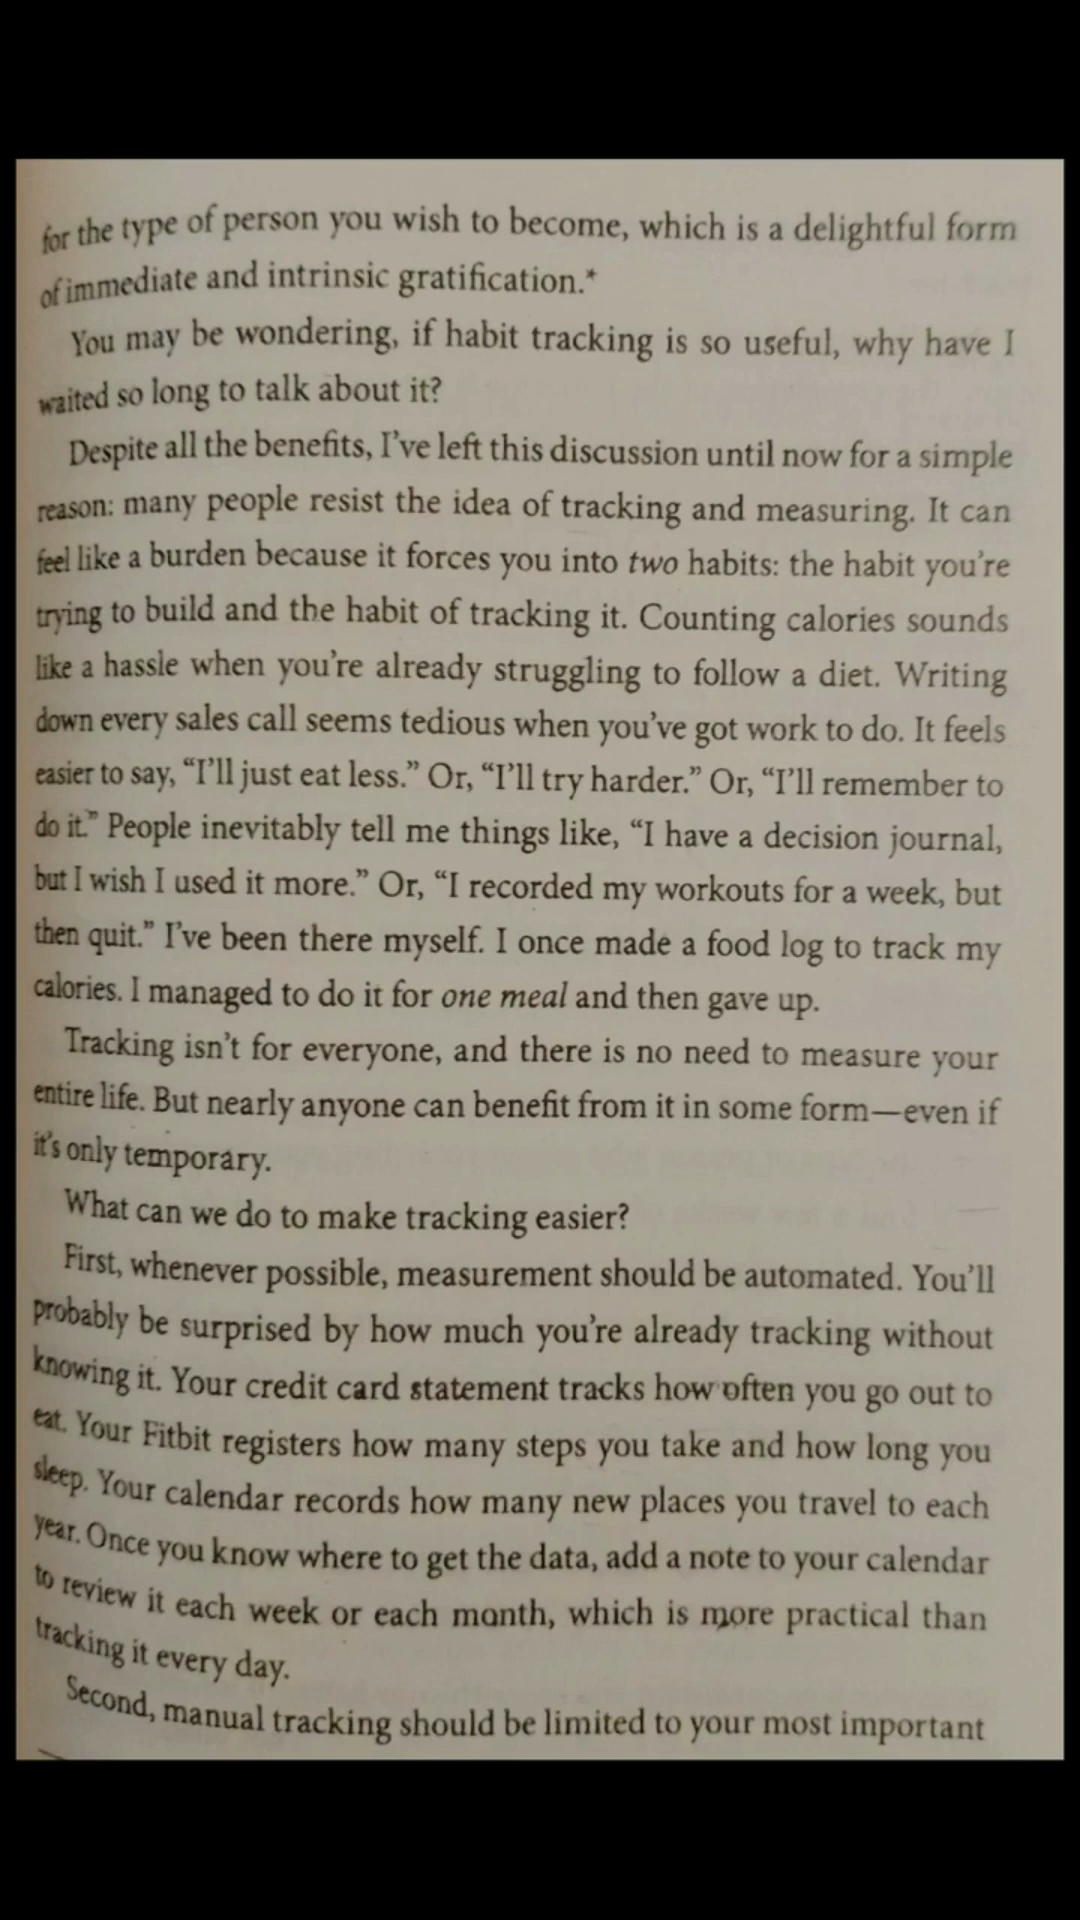 for the type of person you wish to become, which is a delightful form
of immediate and intrinsic gratification.*
You may be wondering, if habit tracking is so useful, why have I
waited so long to talk about it?
Despite all the benefits, I've left this discussion until now for a simple
reason: many people resist the idea of tracking and measuring. It can
feel like a burden because it forces you into two habits: the habit you're
trying to build and the habit of tracking it. Counting calories sounds
like a hassle when you're already struggling to follow a diet. Writing
down every sales call seems tedious when you've got work to do. It feels
easier to say, “I'll just eat less.” Or, “I'll try harder.” Or, “I'll remember to
do it.” People inevitably tell me things like, “I have a decision journal,
but I wish I used it more.” Or, “I recorded my workouts for a week, but
then quit.” I've been there myself. I once made a food log to track my
calories. I managed to do it for one meal and then gave up.
Tracking isn't for everyone, and there is no need to measure your
entire life. But nearly anyone can benefit from it in some form—even if
it's only temporary.
What can we do to make tracking easier?
First, whenever possible, measurement should be automated. You'll
probably be surprised by how much you're already tracking without
knowing it. Your credit card statement tracks how often you go out to
eat. Your Fitbit registers how many steps you take and how long you
sleep. Your calendar records how many new places you travel to each
year. Once you know where to get the data, add a note to your calendar
to review it each week or each month, which is more practical than
tracking it every day.
Second, manual tracking should be limited to your most important